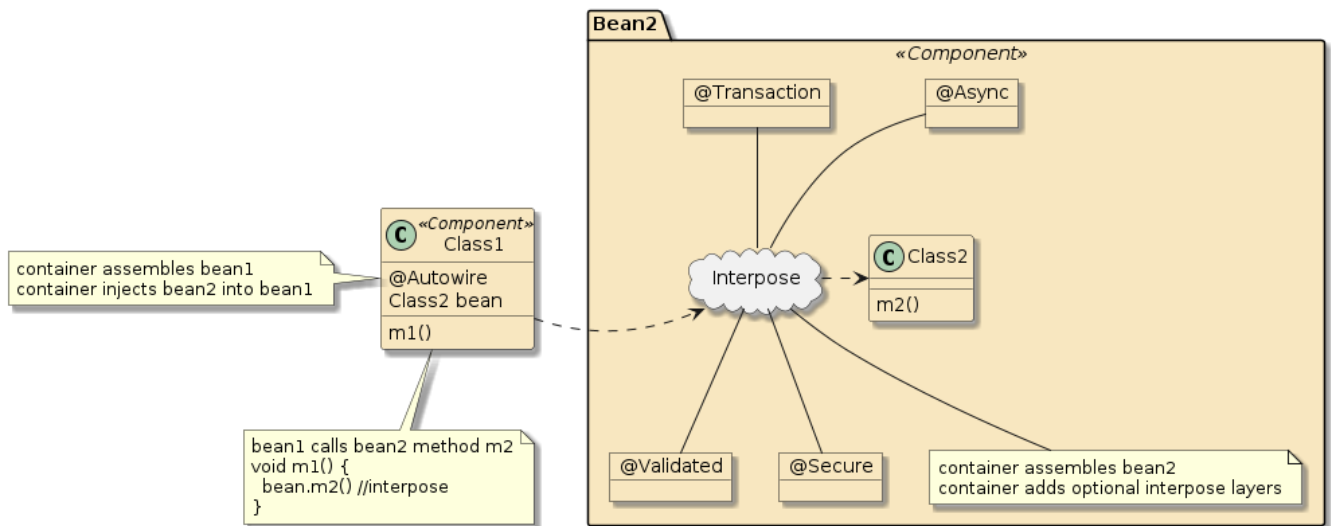 Bean2
«Component»
@Transaction
@Async
C «Component»
Class1
@Autowire
Class2 bean
m1()
container assembles bean1
container injects bean2 into bean1
Interpose
C Class2
m2()
bean1 calls bean2 method m2
void m1() {
  bean.m2() //interpose
}
@Validated
@Secure
container assembles bean2
container adds optional interpose layers